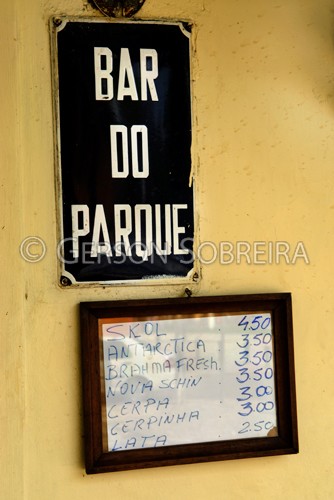 BAR
DO
PARQUE
© GERSON SOBREIRA
SKOL 4.50
ANTARCTICA 3.50
BRAHMA FRESH. 3.50
NOVA SCHIN 3.50
CERPA 3.00
CERPINHA 3.00
LATA 2.50